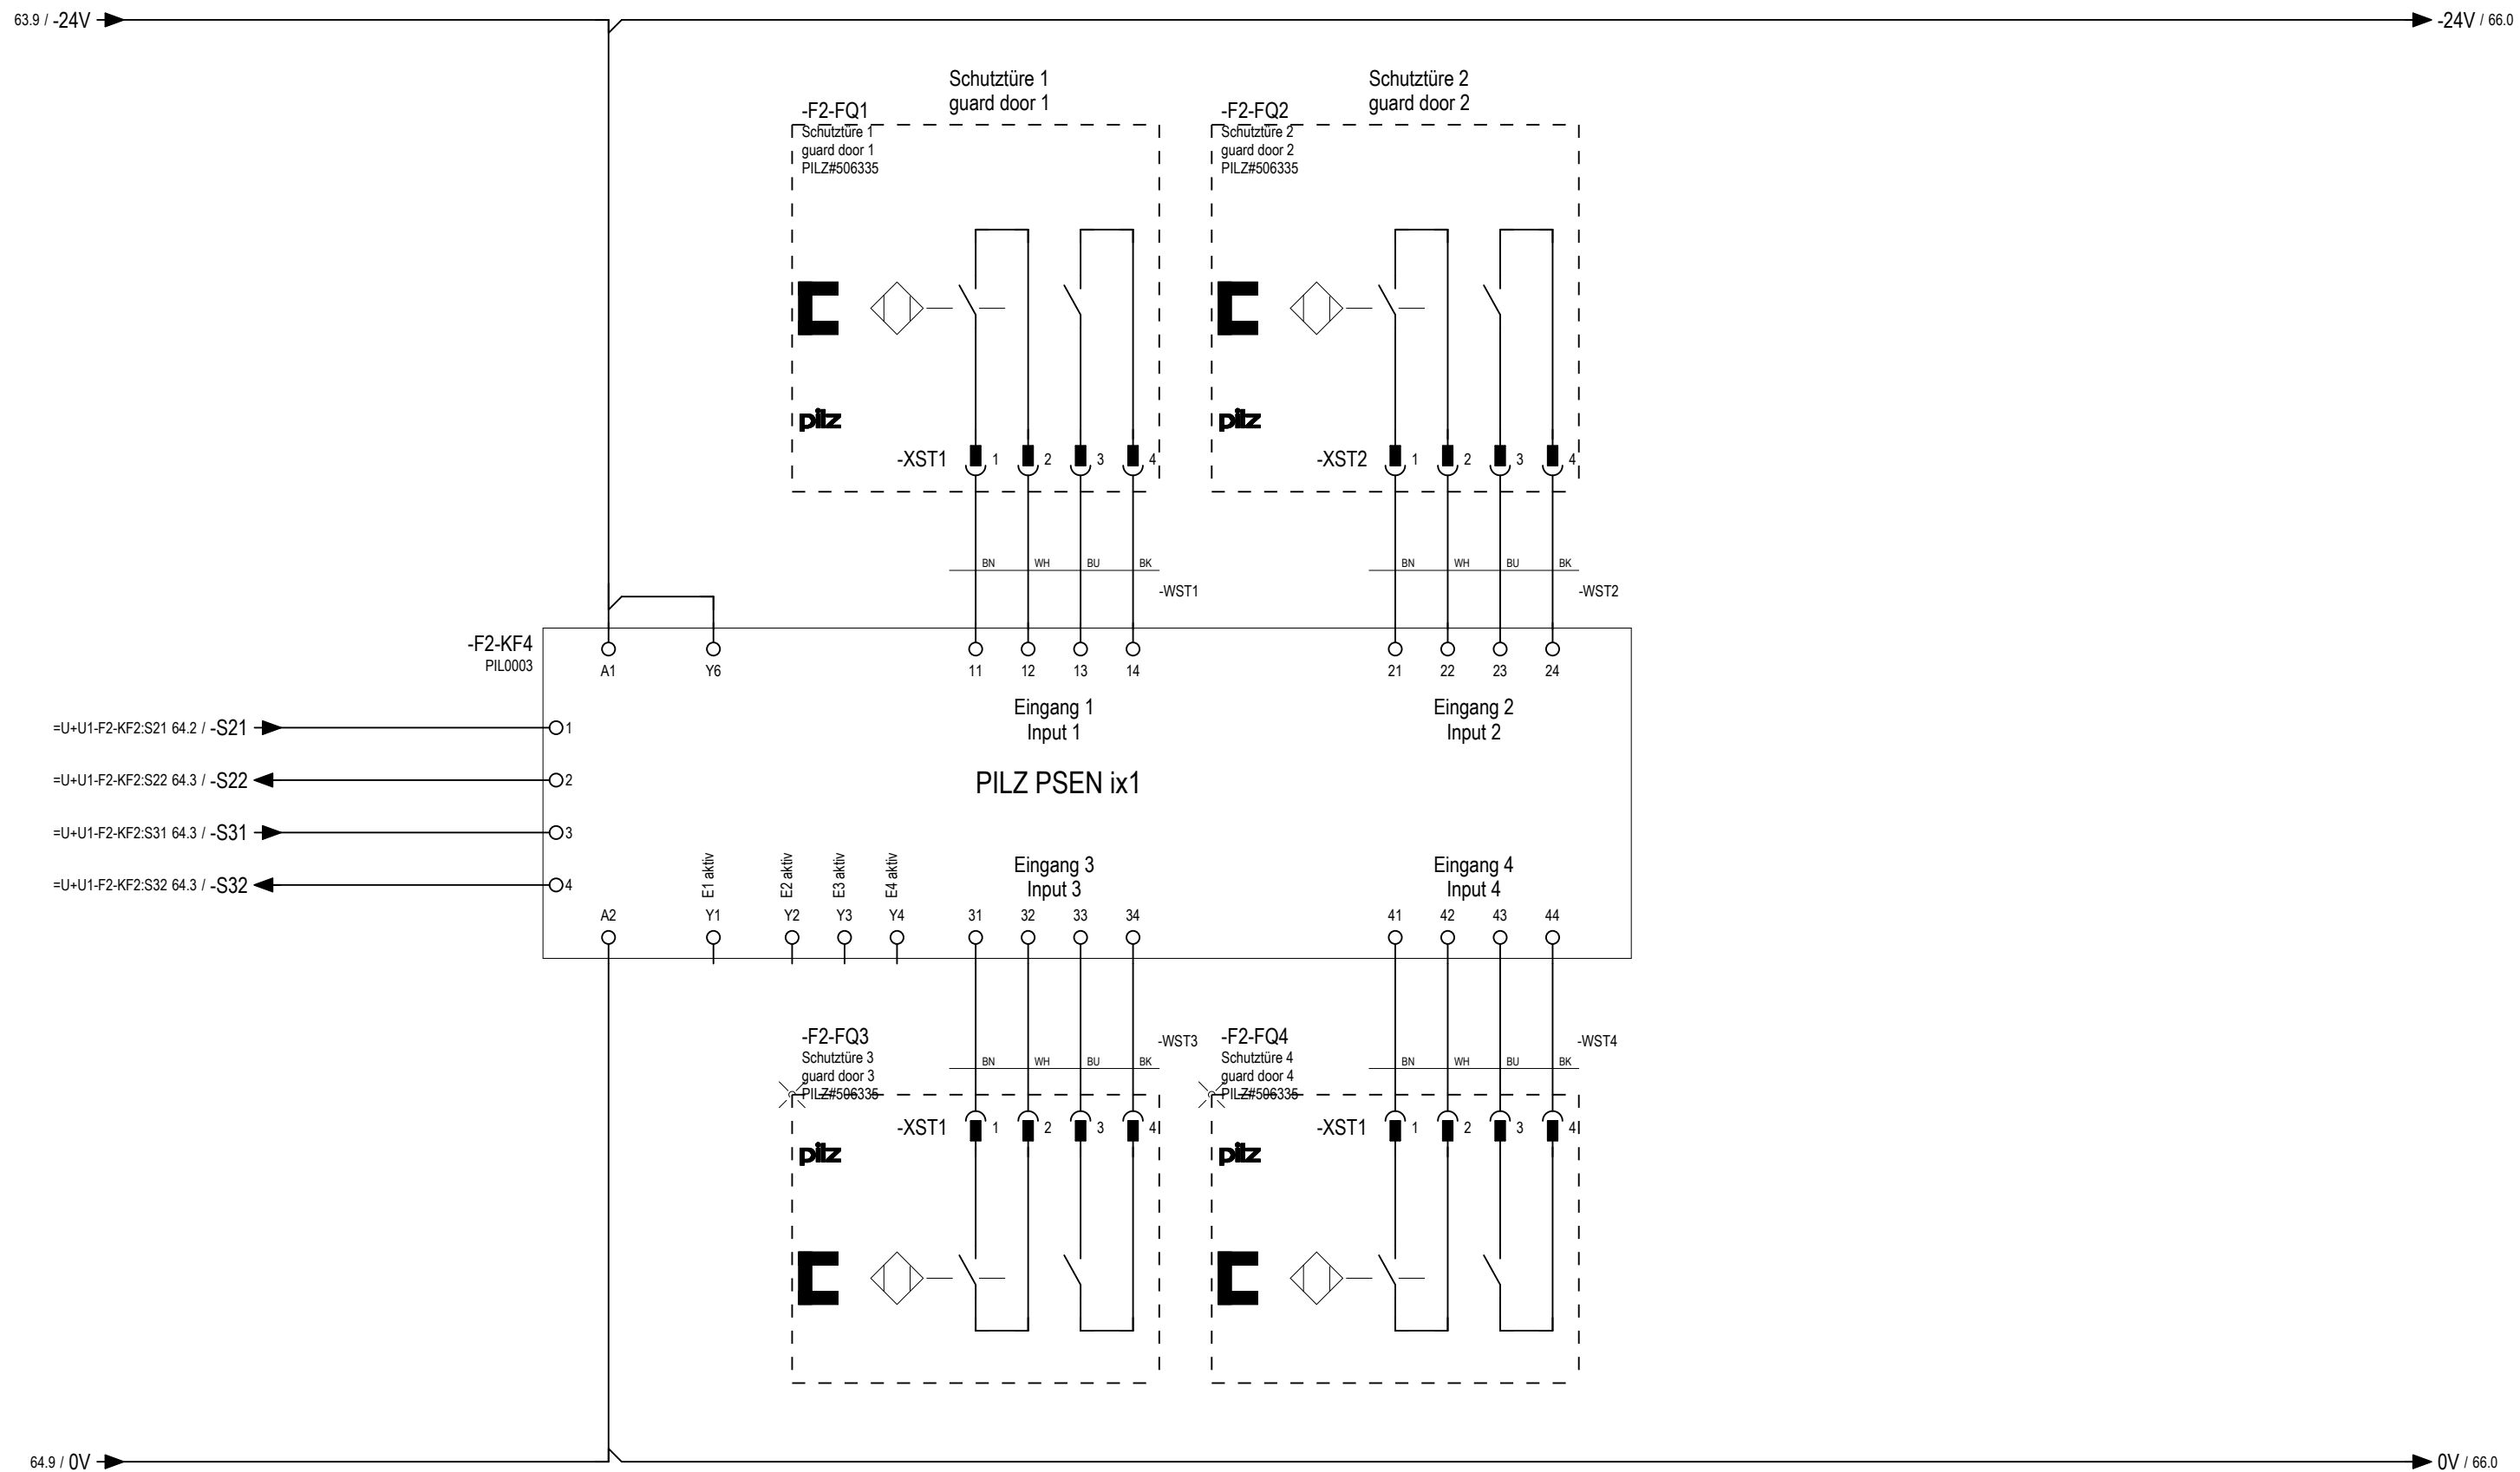 63.9 / -24V
-24V / 66.0
Schutztüre 1
guard door 1
Schutztüre 2
guard door 2
-F2-FQ1
Schutztüre 1
guard door 1
PILZ#506335
-F2-FQ2
Schutztüre 2
guard door 2
PILZ#506335
pilz
pilz
-XST1 1 2 3 4
-XST2 1 2 3 4
BN WH BU BK
-WST1
BN WH BU BK
-WST2
-F2-KF4
PIL0003
A1 Y6 11 12 13 14 21 22 23 24
Eingang 1
Input 1
Eingang 2
Input 2
=U+U1-F2-KF2:S21 64.2 / -S21 1
=U+U1-F2-KF2:S22 64.3 / -S22 2
PILZ PSEN ix1
=U+U1-F2-KF2:S31 64.3 / -S31 3
=U+U1-F2-KF2:S32 64.3 / -S32 4
E1 aktiv
E2 aktiv
E3 aktiv
E4 aktiv
Eingang 3
Input 3
Eingang 4
Input 4
A2 Y1 Y2 Y3 Y4 31 32 33 34 41 42 43 44
-F2-FQ3
Schutztüre 3
guard door 3
PILZ#506335
BN WH BU BK
-WST3
-F2-FQ4
Schutztüre 4
guard door 4
PILZ#506335
BN WH BU BK
-WST4
-XST1 1 2 3 4
-XST1 1 2 3 4
pilz
pilz
64.9 / 0V
0V / 66.0